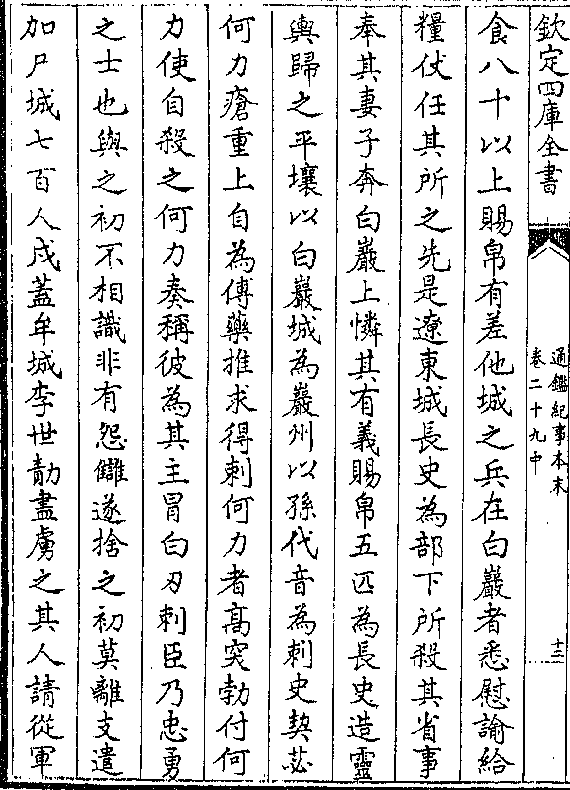 欽定四庫全書
通鑑紀事本末
卷二十九中
十三
食八十以上賜帛有差他城之兵在白巖者悉慰諭給
糧仗任其所之先是遼東城長史為部下所殺其省事
奉其妻子奔白巖上憐其有義賜帛五匹為長史造靈
輿歸之平壤以白巖城為巖州以孫代音為刺史契苾
何力瘡重上自為傅藥推求得刺何力者高突勃付何
力使自殺之何力奏稱彼為其主冒白刃刺臣乃忠勇
之士也與之初不相識非有怨讎遂捨之初莫離支遣
加尸城七百人戍蓋牟城李世勣盡虜之其人請從軍